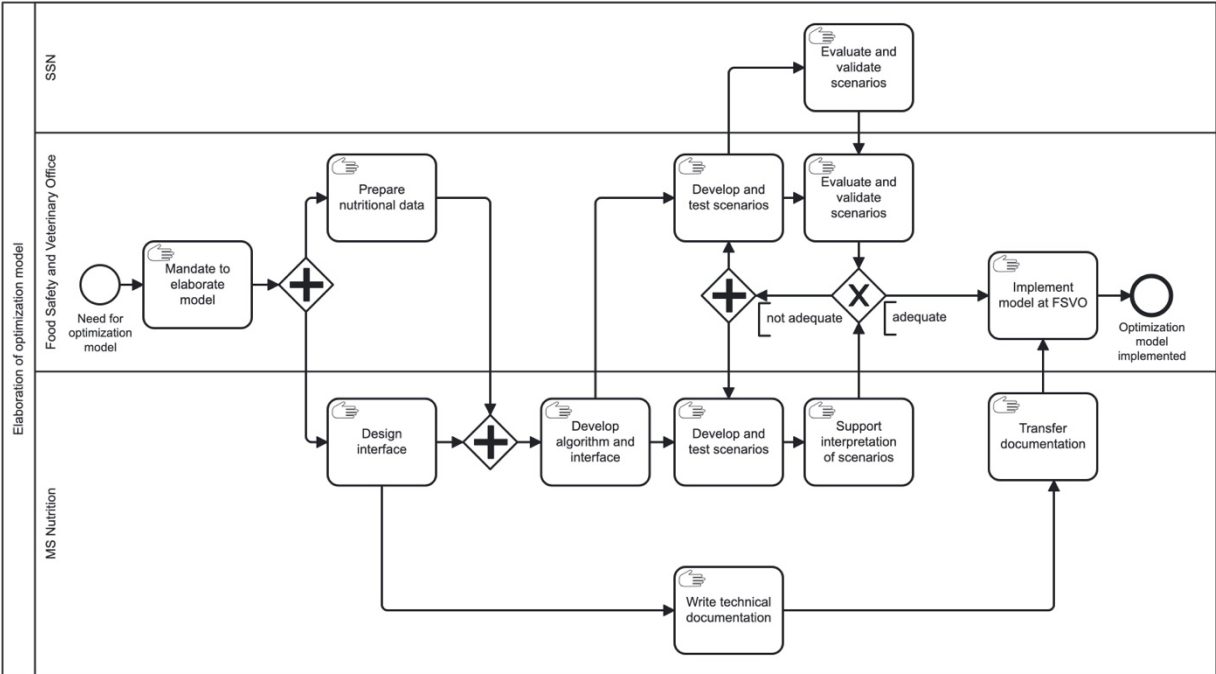 Elaboration of optimization model
SSN
Evaluate and
validate
scenarios
Food Safety and Veterinary Office
Need for
optimization
model
Mandate to
elaborate
model
Prepare
nutritional data
Develop and
test scenarios
Evaluate and
validate
scenarios
not adequate
adequate
Implement
model at FSVO
Optimization
model
implemented
MS Nutrition
Design
interface
Develop
algorithm and
interface
Develop and
test scenarios
Support
interpretation
of scenarios
Transfer
documentation
Write technical
documentation